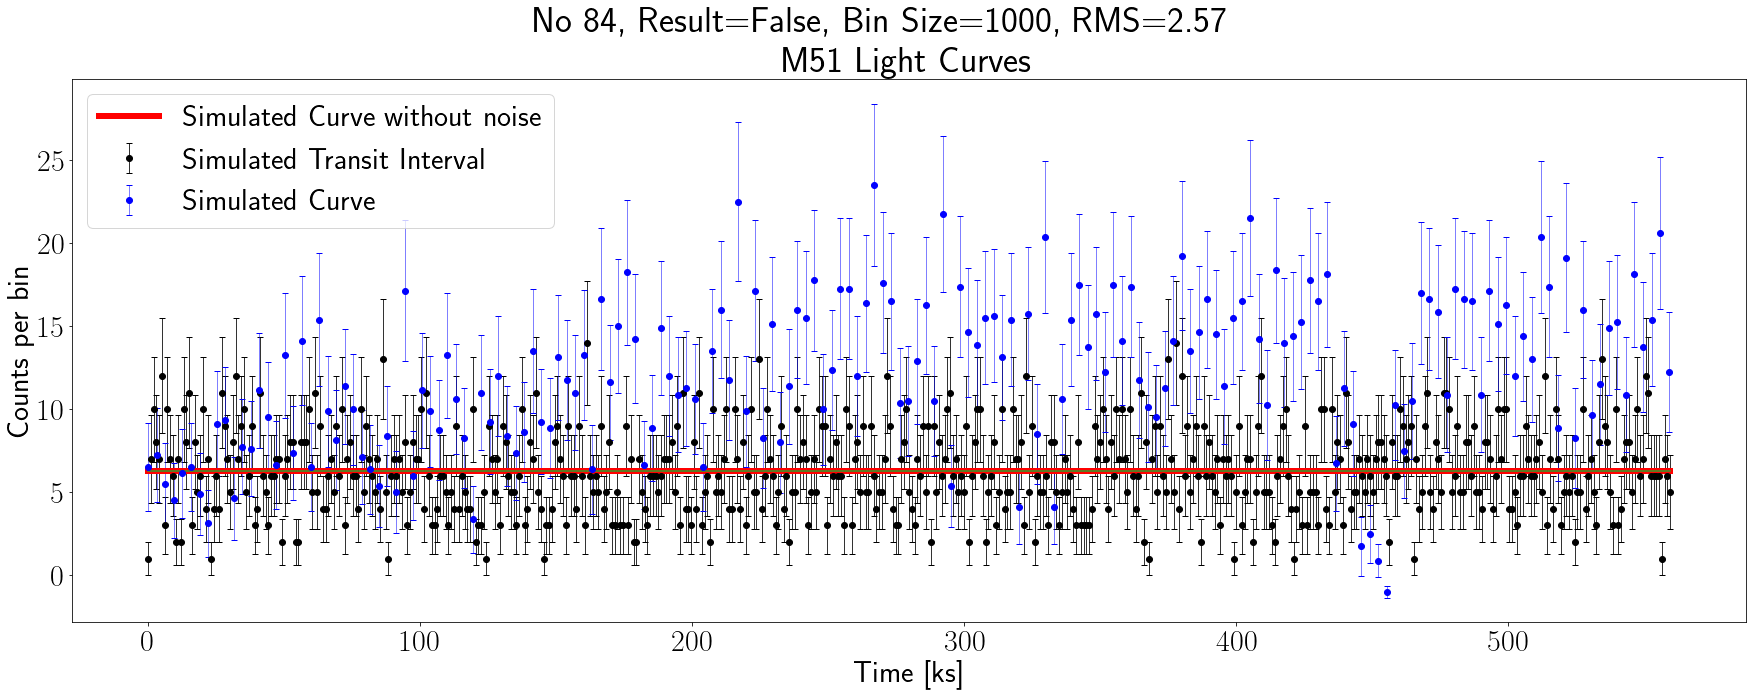 No 84, Result=False, Bin Size=1000, RMS=2.57
M51 Light Curves
Simulated Curve without noise
Simulated Transit Interval
Simulated Curve
Counts per bin
25
20
15
10
5
0
0 100 200 300 400 500
Time [ks]